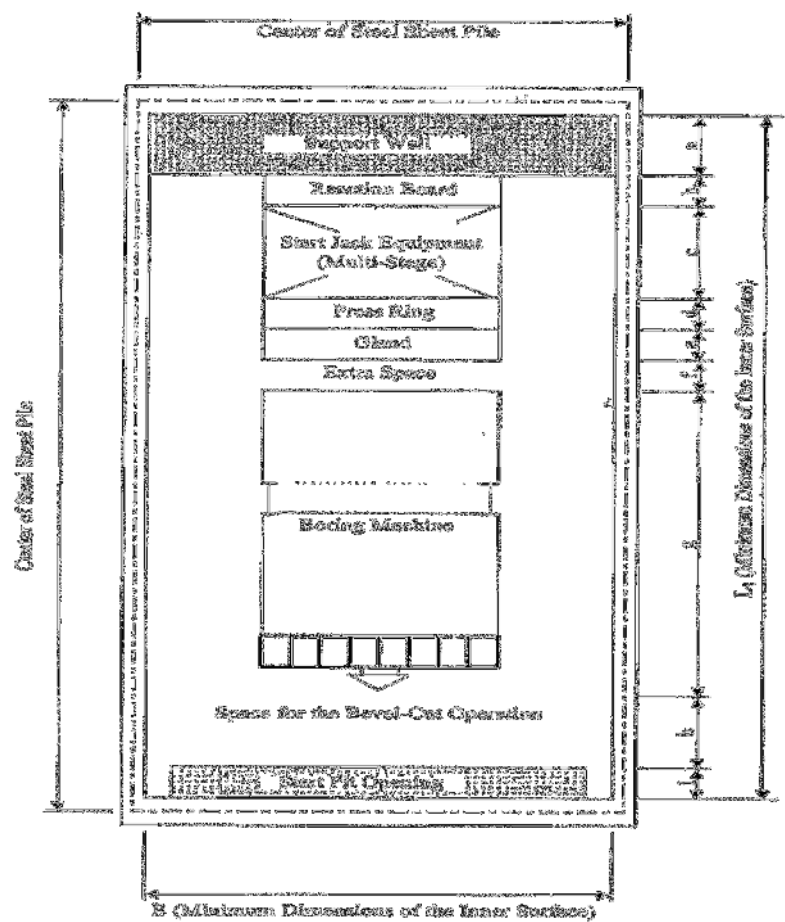 Center of Steel Sheet Pile
Support Wall
Reaction Board
Start Jack Equipment
(Multi-Stage)
Press Ring
Gland
Extra Space
Boring Machine
Space for the Bevel-Cut Operation
Start Pit Opening
B (Minimum Dimensions of the Inner Surface)
Center of Steel Sheet Pile
L₁ (Minimum Dimensions of the Inner Surface)
a
g
h